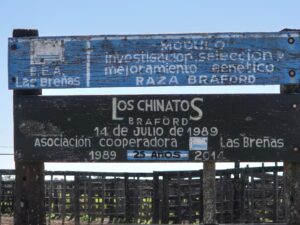 MODULO
investigacion,seleccion y
mejoramiento genetico
RAZA BRAFORD
E.E.A
Las Breñas
LOS CHINATOS
BRAFORD
14 DE JULIO DE 1989
ASOCIACIÓN COOPERADORA LAS BREÑAS
1989 25 AÑOS 2014